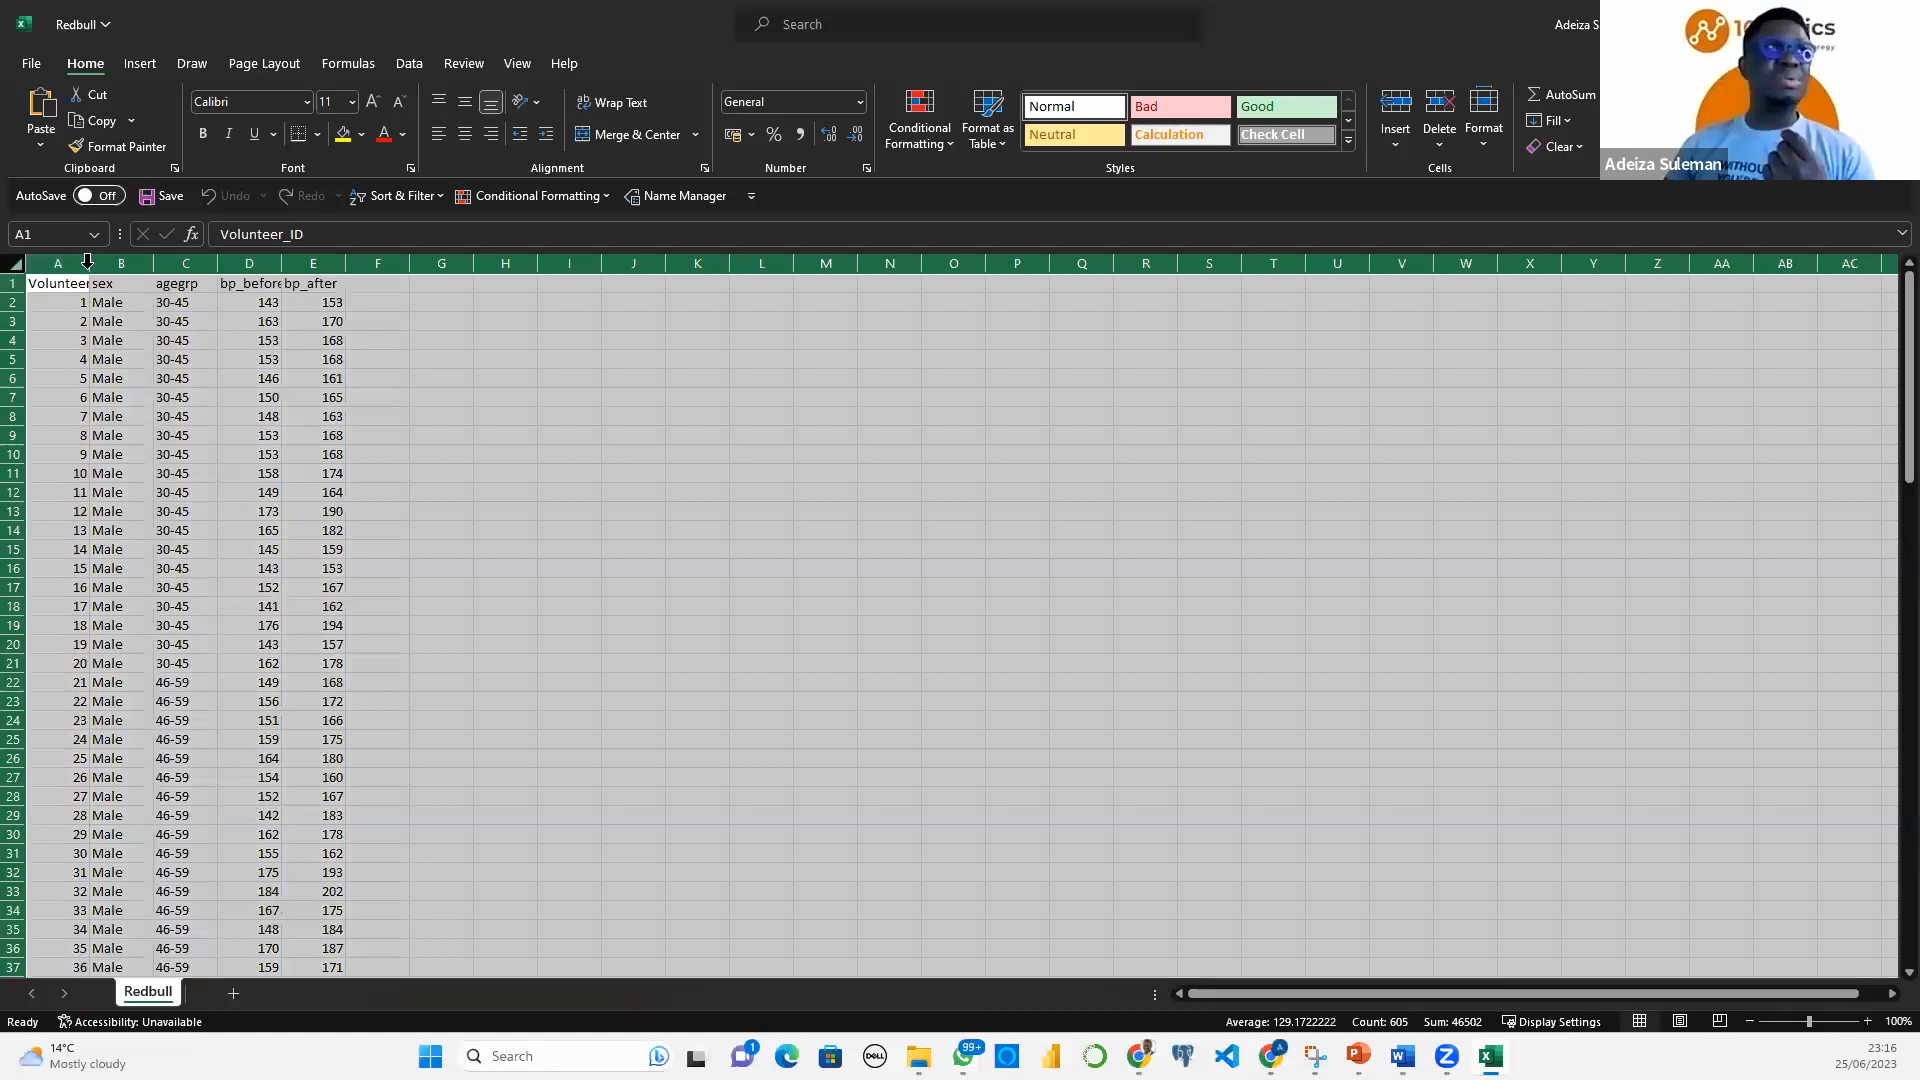 Redbull
Search
Adeiza S
File Home Insert Draw Page Layout Formulas Data Review View Help
Paste
Cut
Copy
Format Painter
Clipboard
Calibri 11
B I U
Font
Wrap Text
Merge & Center
Alignment
General
Number
Conditional Formatting
Format as Table
Normal Bad Good
Neutral Calculation Check Cell
Styles
Insert Delete Format
Cells
AutoSum
Fill
Clear
Adeiza Suleman
AutoSave Off Save Undo Redo Sort & Filter Conditional Formatting Name Manager
A1 fx Volunteer_ID
A B C D E F G H I J K L M N O P Q R S T U V W X Y Z AA AB AC
1 Volunteer sex agegrp bp_before bp_after
2 1 Male 30-45 143 153
3 2 Male 30-45 163 170
4 3 Male 30-45 153 168
5 4 Male 30-45 153 168
6 5 Male 30-45 146 161
7 6 Male 30-45 150 165
8 7 Male 30-45 148 163
9 8 Male 30-45 153 168
10 9 Male 30-45 153 168
11 10 Male 30-45 158 174
12 11 Male 30-45 149 164
13 12 Male 30-45 173 190
14 13 Male 30-45 165 182
15 14 Male 30-45 145 159
16 15 Male 30-45 143 153
17 16 Male 30-45 152 167
18 17 Male 30-45 141 162
19 18 Male 30-45 176 194
20 19 Male 30-45 143 157
21 20 Male 30-45 162 178
22 21 Male 46-59 149 168
23 22 Male 46-59 156 172
24 23 Male 46-59 151 166
25 24 Male 46-59 159 175
26 25 Male 46-59 164 180
27 26 Male 46-59 154 160
28 27 Male 46-59 152 167
29 28 Male 46-59 142 183
30 29 Male 46-59 162 178
31 30 Male 46-59 155 162
32 31 Male 46-59 175 193
33 32 Male 46-59 184 202
34 33 Male 46-59 167 175
35 34 Male 46-59 148 184
36 35 Male 46-59 170 187
37 36 Male 46-59 159 171
Redbull
Ready Accessibility: Unavailable Average: 129.1722222 Count: 605 Sum: 46502 Display Settings 100%
14°C
Mostly cloudy
Search
1
DELL
99+
23:16
25/06/2023